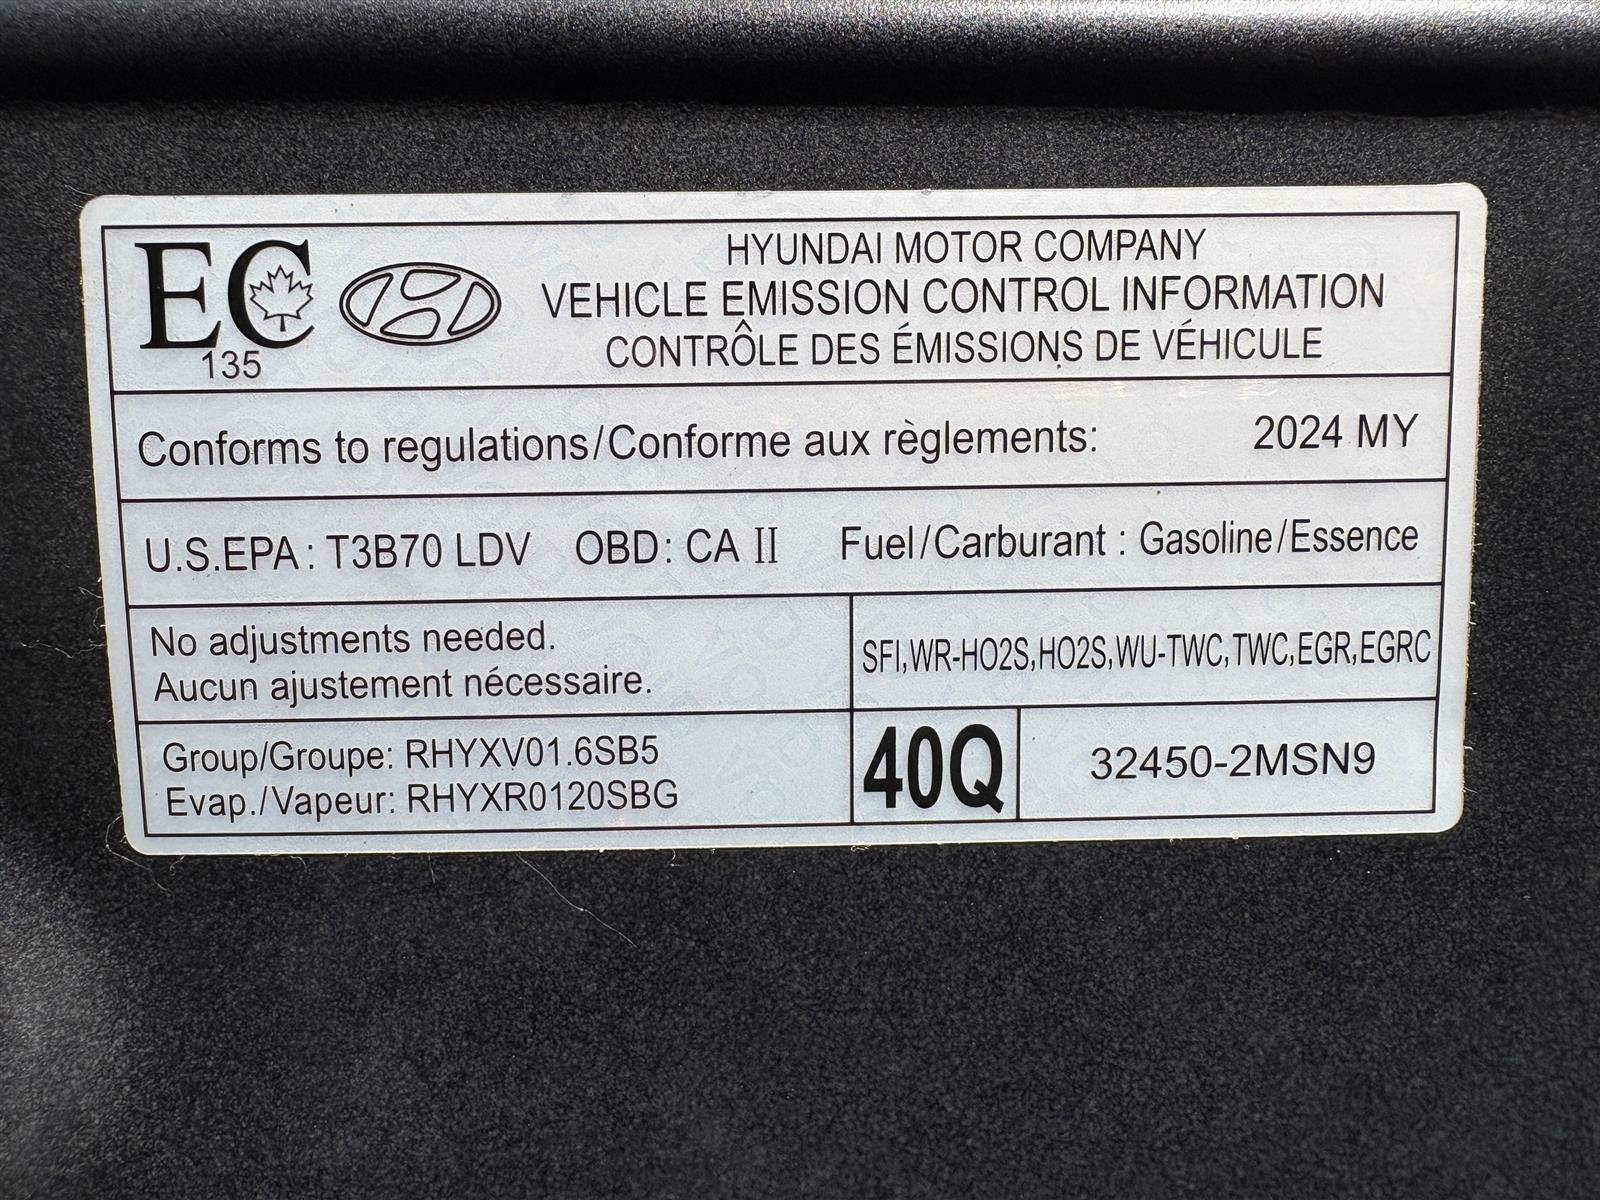 EC
135
HYUNDAI MOTOR COMPANY
VEHICLE EMISSION CONTROL INFORMATION
CONTRÔLE DES ÉMISSIONS DE VÉHICULE
Conforms to regulations/Conforme aux règlements: 2024 MY
U.S.EPA: T3B70 LDV OBD: CA II Fuel/Carburant : Gasoline/Essence
No adjustments needed.
Aucun ajustement nécessaire.
SFI,WR-HO2S,HO2S,WU-TWC,TWC,EGR,EGRC
Group/Groupe: RHYXV01.6SB5
Evap./Vapeur: RHYXR0120SBG
40Q
32450-2MSN9